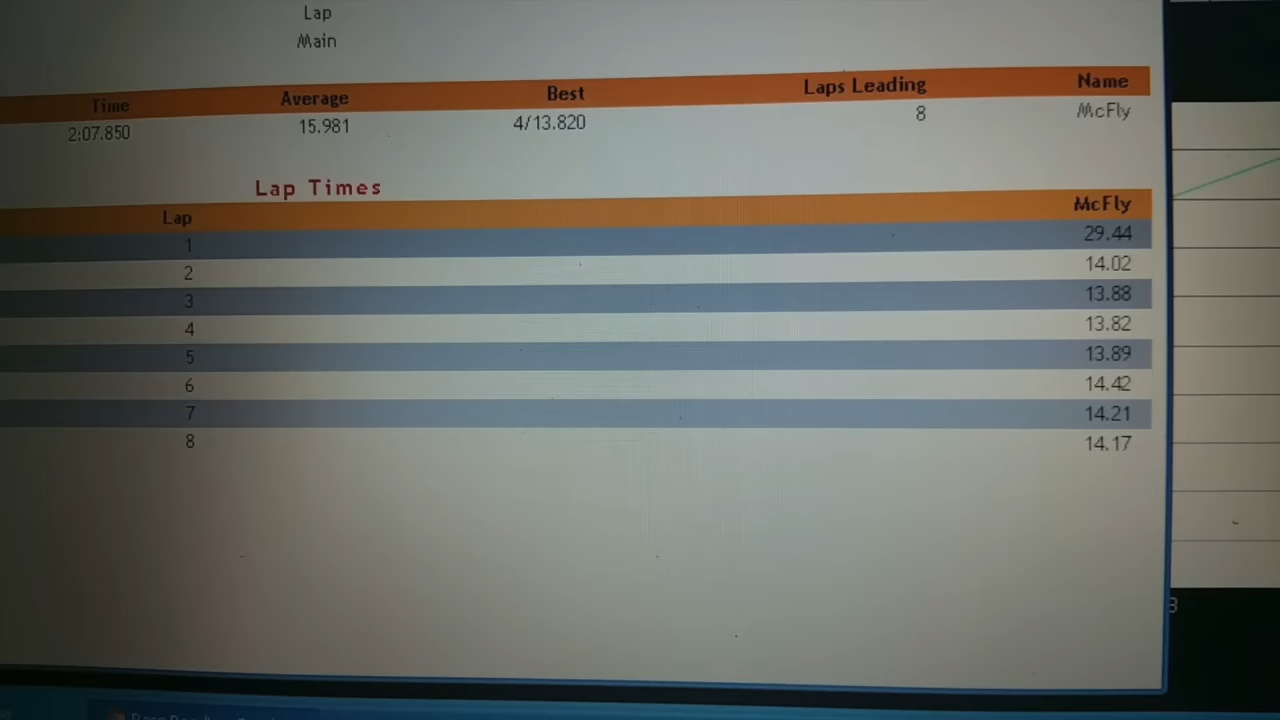 Lap
Main
Time Average Best Laps Leading Name
2:07.850 15.981 4/13.820 8 McFly
Lap Times
Lap McFly
1 29.44
2 14.02
3 13.88
4 13.82
5 13.89
6 14.42
7 14.21
8 14.17